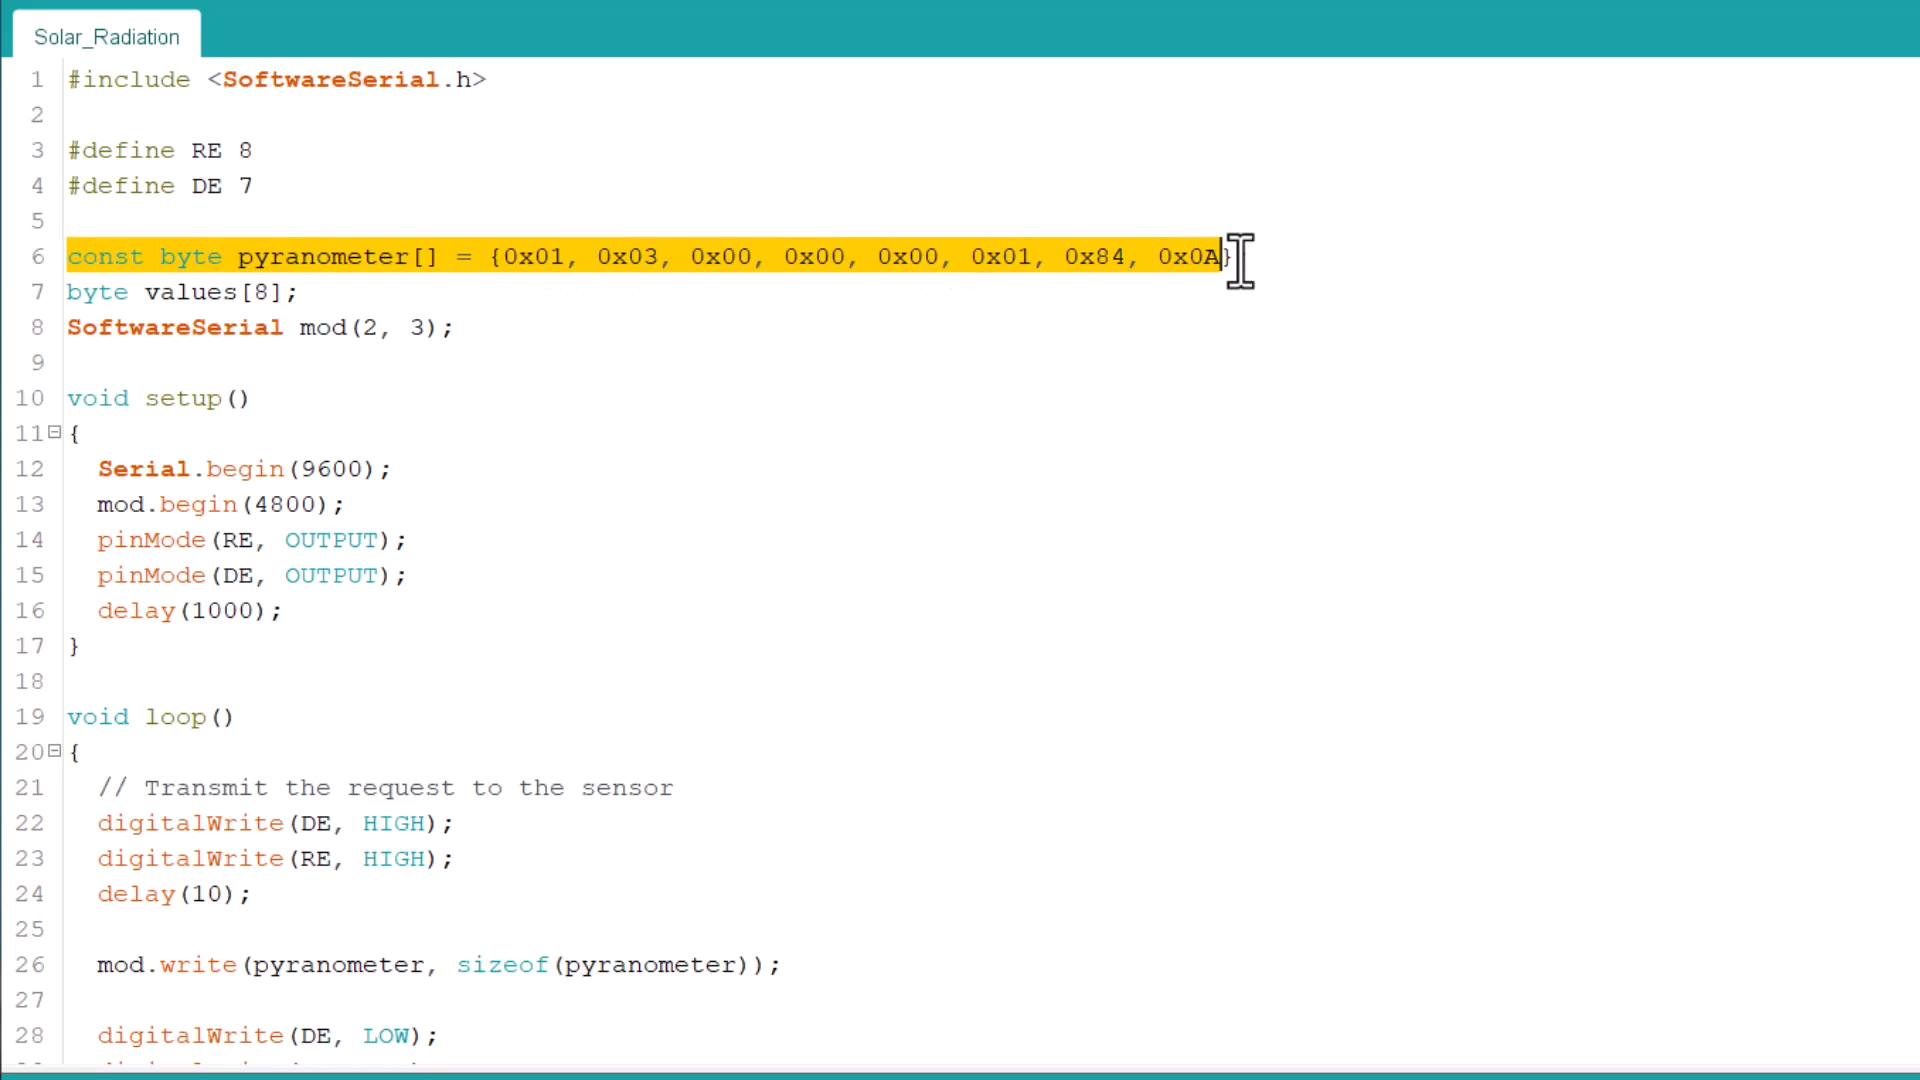 Solar_Radiation
1 #include <SoftwareSerial.h>
2
3 #define RE 8
4 #define DE 7
5
6 const byte pyranometer[] = {0x01, 0x03, 0x00, 0x00, 0x00, 0x01, 0x84, 0x0A}
7 byte values[8];
8 SoftwareSerial mod(2, 3);
9
10 void setup()
11 {
12 Serial.begin(9600);
13 mod.begin(4800);
14 pinMode(RE, OUTPUT);
15 pinMode(DE, OUTPUT);
16 delay(1000);
17 }
18
19 void loop()
20 {
21 // Transmit the request to the sensor
22 digitalWrite(DE, HIGH);
23 digitalWrite(RE, HIGH);
24 delay(10);
25
26 mod.write(pyranometer, sizeof(pyranometer));
27
28 digitalWrite(DE, LOW);